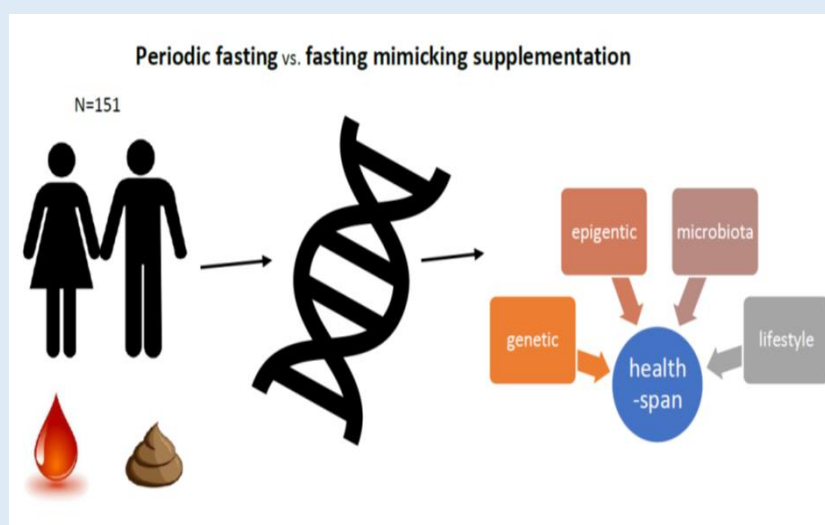 Periodic fasting vs. fasting mimicking supplementation
N=151
epigentic
microbiota
genetic
lifestyle
health
-span